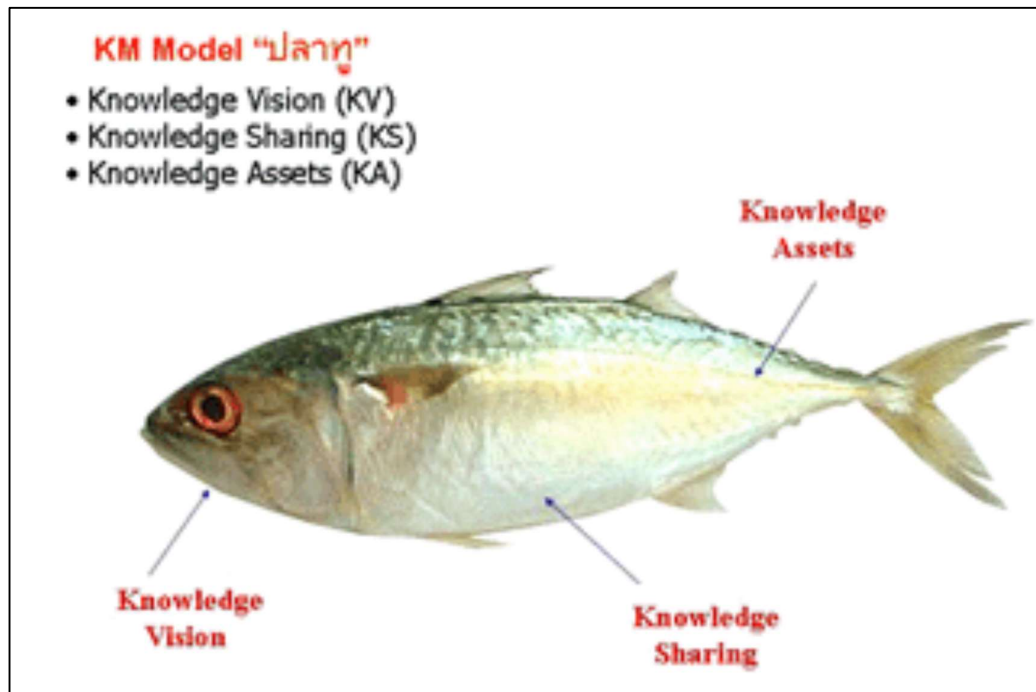 KM Model “ปลาทู”
• Knowledge Vision (KV)
• Knowledge Sharing (KS)
• Knowledge Assets (KA)
Knowledge
Assets
Knowledge
Vision
Knowledge
Sharing